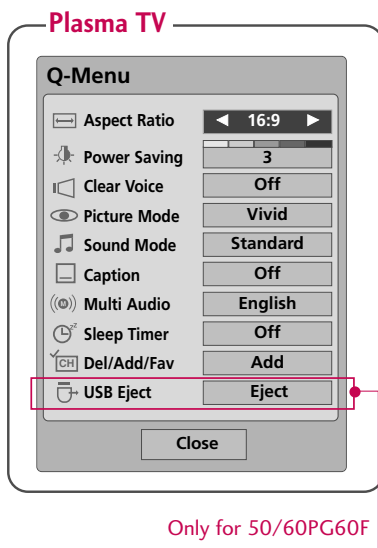 Plasma TV
Q-Menu
Aspect Ratio ◄ 16:9 ►
Power Saving 3
Clear Voice Off
Picture Mode Vivid
Sound Mode Standard
Caption Off
((M)) Multi Audio English
zz Sleep Timer Off
CH Del/Add/Fav Add
USB Eject Eject
Close
Only for 50/60PG60F